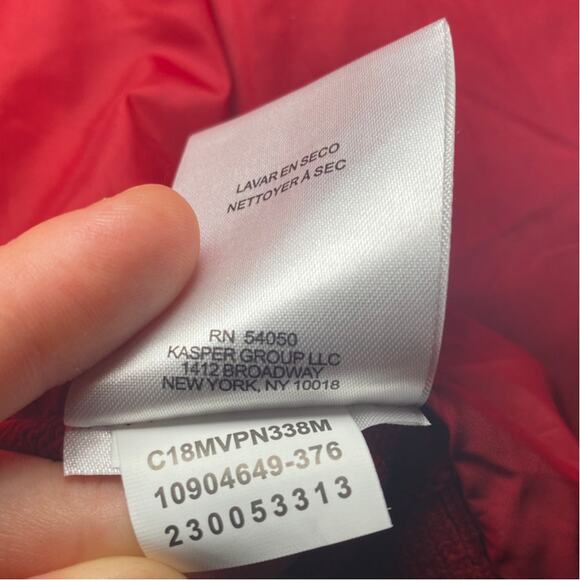 LAVAR EN SECO
NETTOYER À SEC
RN 54050
KASPER GROUP LLC
1412 BROADWAY
NEW YORK, NY 10018
C18MVPN338M
10904649-376
230053313